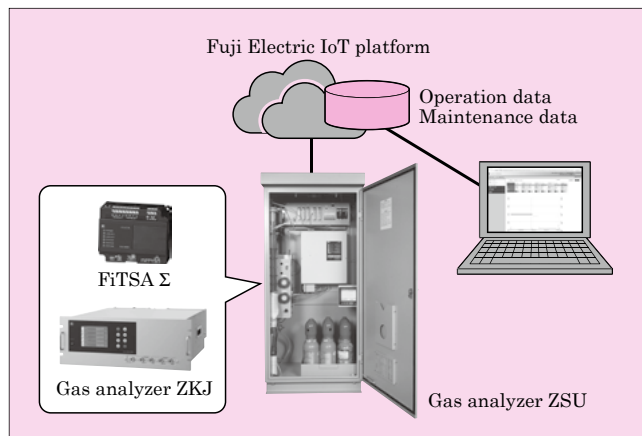 Fuji Electric IoT platform
Operation data
Maintenance data
FiTSA Σ
Gas analyzer ZKJ
Gas analyzer ZSU